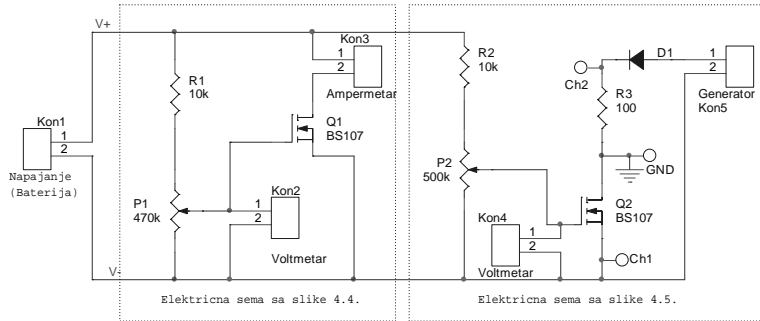 V+
Kon3
1
2
Ampermetar
R1
10k
Q1
BS107
Kon1
1
2
Napajanje
(Baterija)
P1
470k
Kon2
1
2
Voltmetar
V-
Elektricna sema sa slike 4.4.
R2
10k
D1
1
2
Generator
Kon5
Ch2
R3
100
GND
P2
500k
Q2
BS107
Kon4
1
2
Voltmetar
Ch1
Elektricna sema sa slike 4.5.